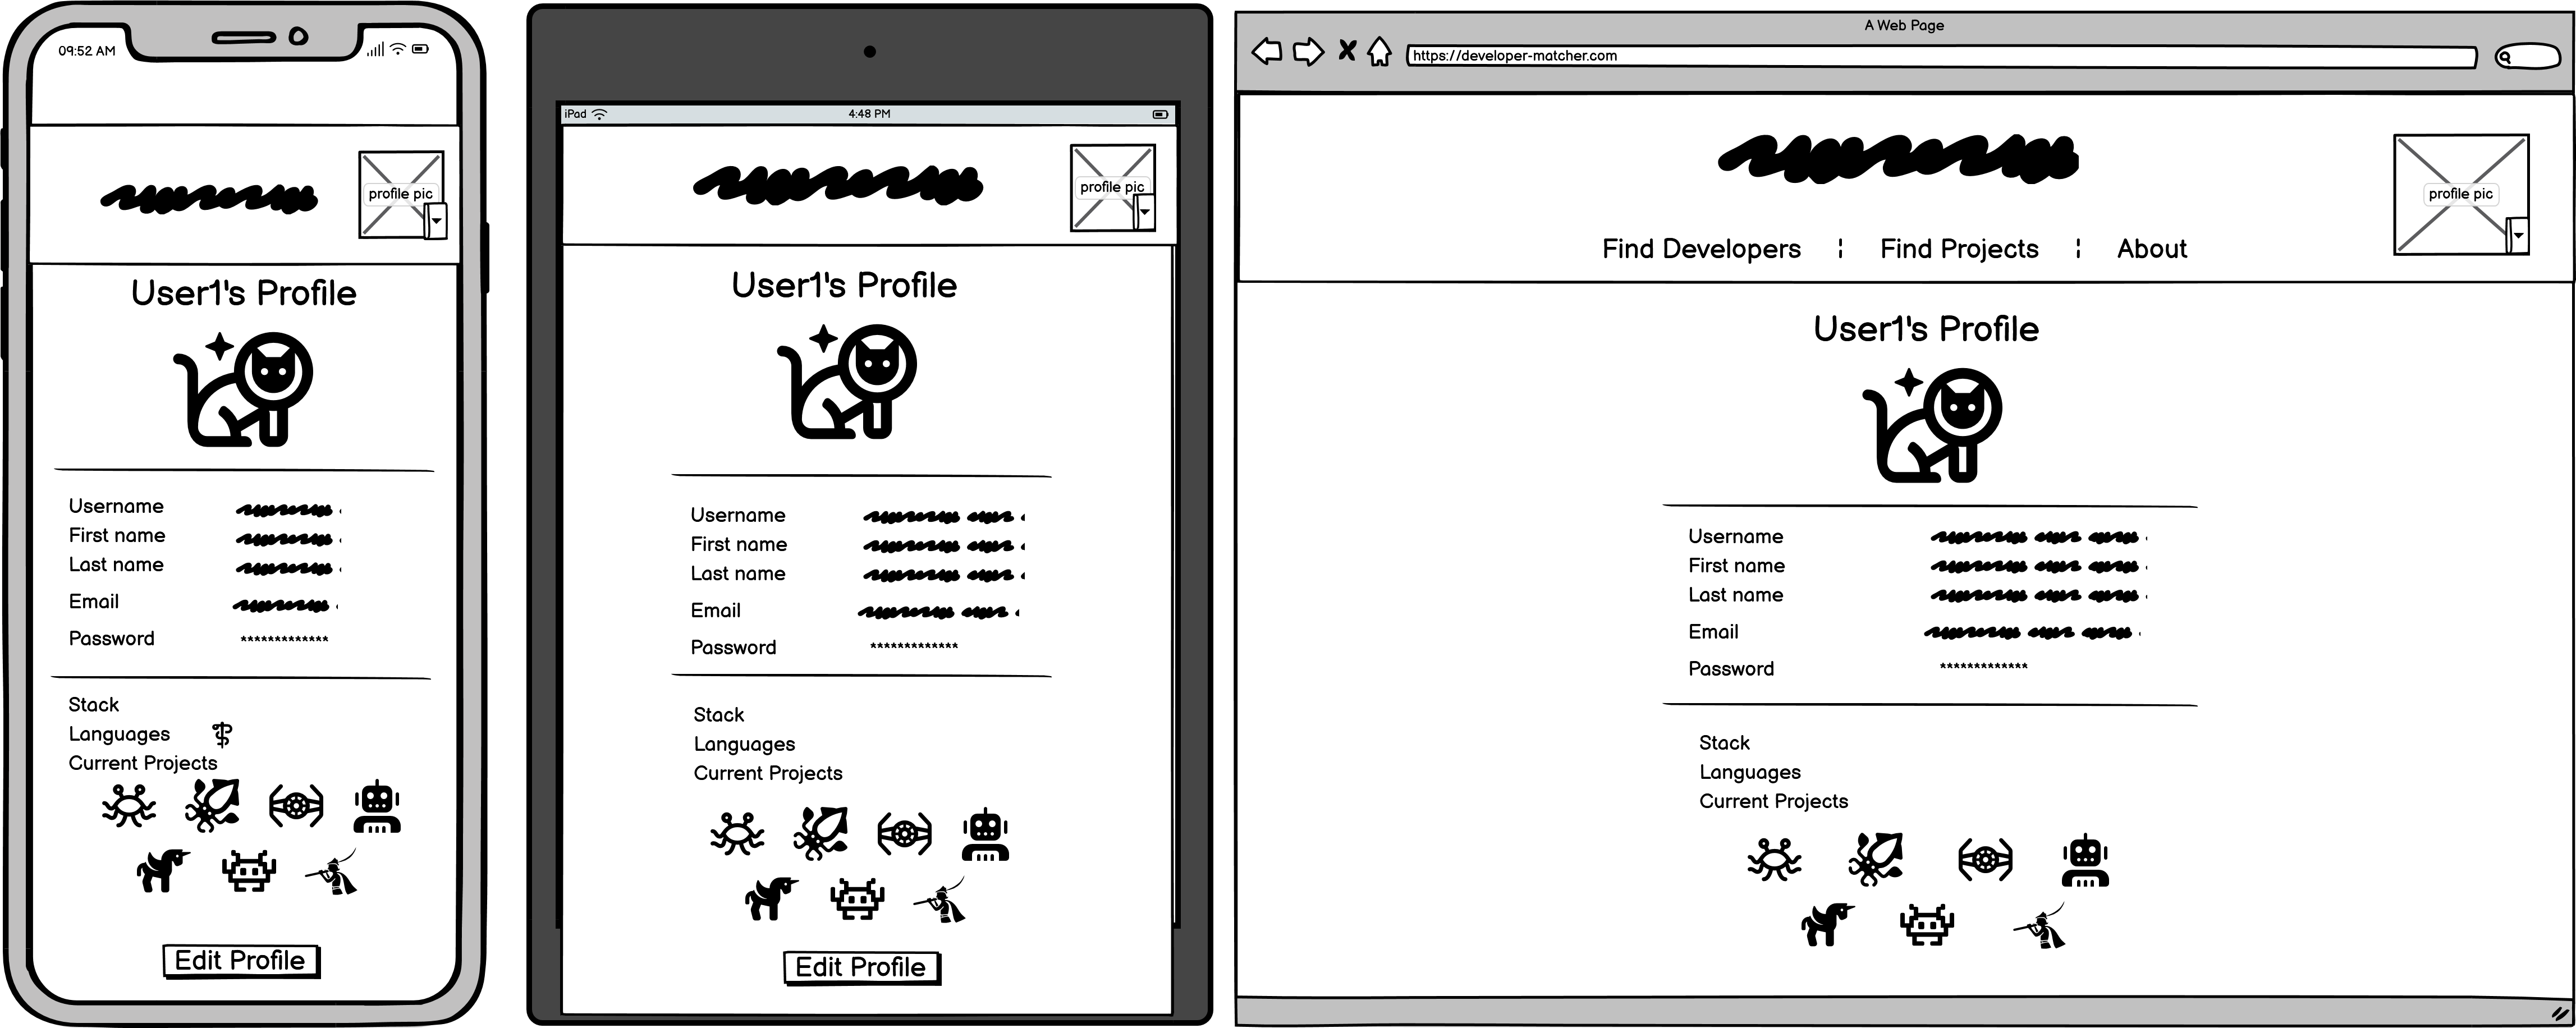 09:52 AM
profile pic
User1's Profile
Username
First name
Last name
Email
Password *************
Stack
Languages
Current Projects
Edit Profile
iPad 4:48 PM
profile pic
User1's Profile
Username
First name
Last name
Email
Password *************
Stack
Languages
Current Projects
Edit Profile
A Web Page
https://developer-matcher.com
profile pic
Find Developers ¦ Find Projects ¦ About
User1's Profile
Username
First name
Last name
Email
Password *************
Stack
Languages
Current Projects